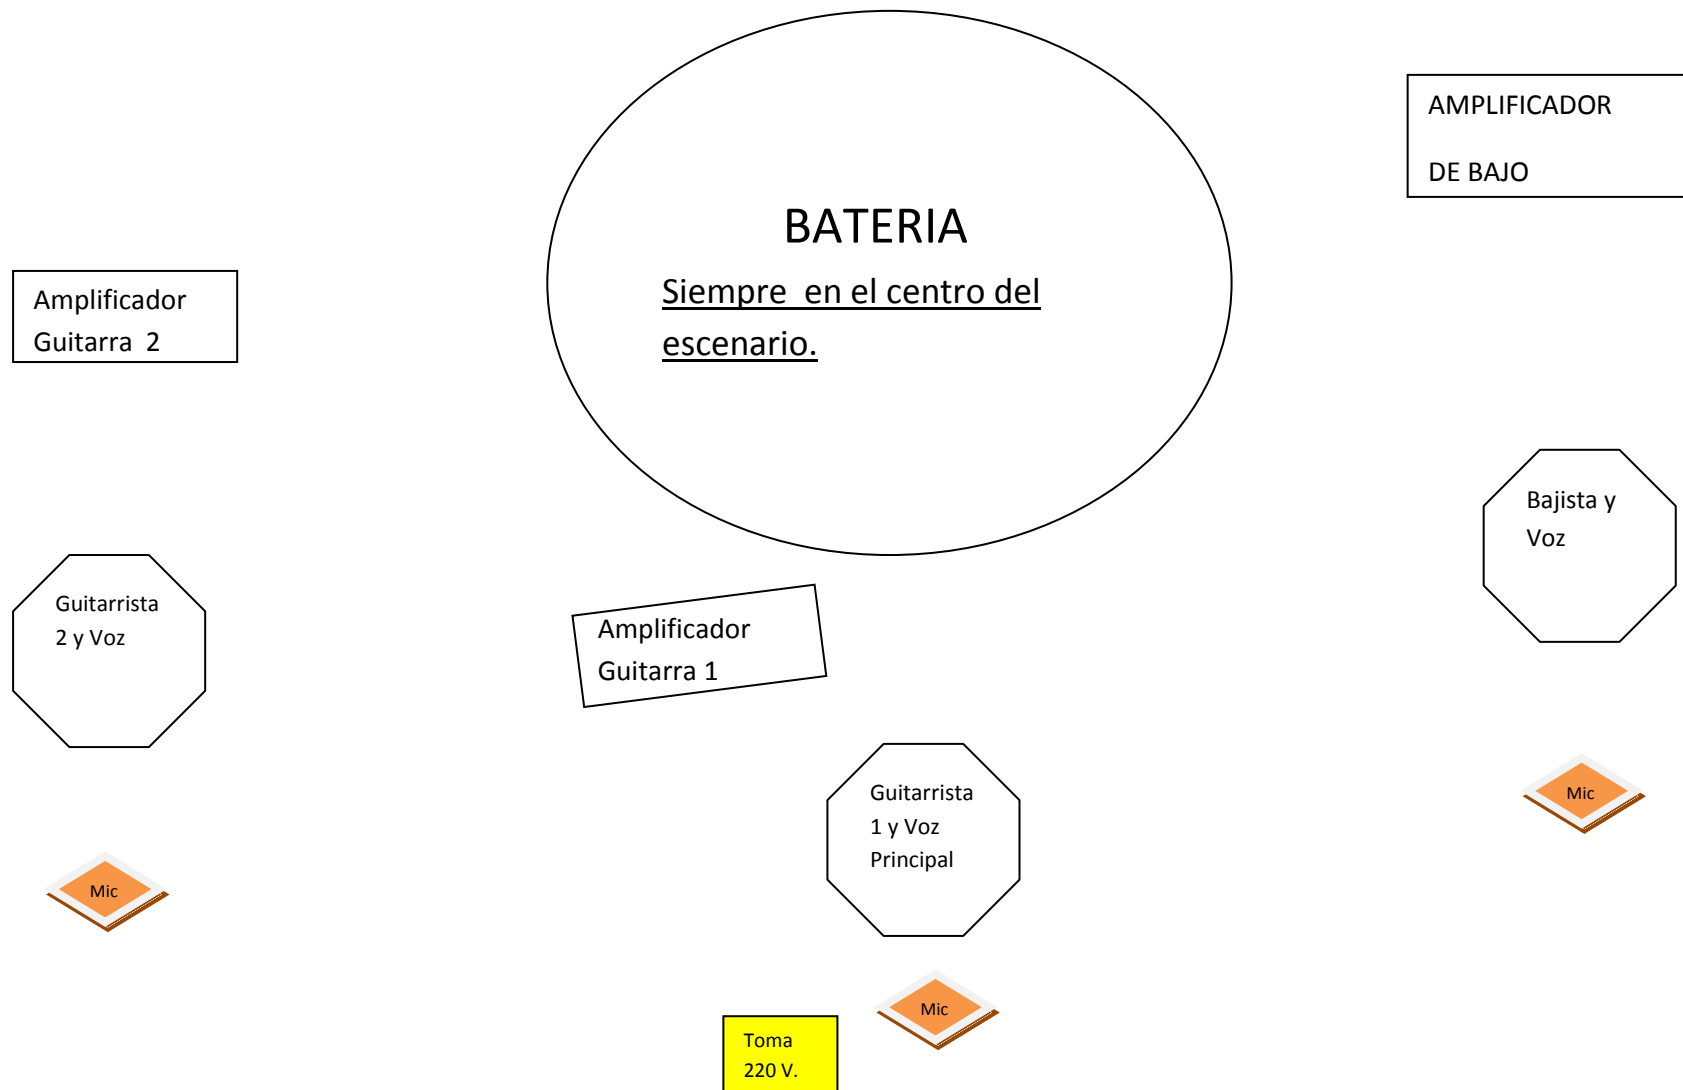 AMPLIFICADOR
DE BAJO
BATERIA
Siempre en el centro del
escenario.
Amplificador
Guitarra 2
Bajista y
Voz
Guitarrista
2 y Voz
Amplificador
Guitarra 1
Guitarrista
1 y Voz
Principal
Mic
Mic
Mic
Toma
220 V.